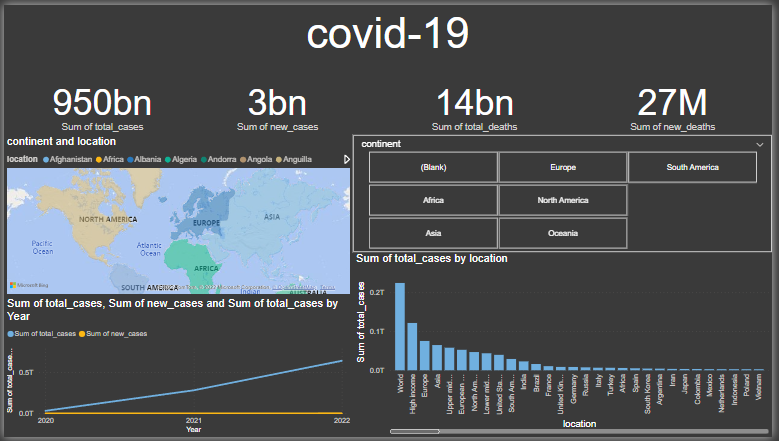 covid-19
950bn
3bn
14bn
27M
Sum of total_cases
Sum of new_cases
Sum of total_deaths
Sum of new_deaths
continent and location
location Afghanistan Africa Albania Algeria Andorra Angola Anguilla
NORTH AMERICA
EUROPE
ASIA
Pacific
Ocean
Atlantic
Ocean
AFRICA
SOUTH AMERICA
Indian
AUSTRALIA
Microsoft Bing
continent
(Blank)
Europe
South America
Africa
North America
Asia
Oceania
Sum of total_cases, Sum of new_cases and Sum of total_cases by
Year
Sum of total_cases Sum of new_cases
Sum of total_case...
0.5T
0.0T
2020
2021
2022
Year
Sum of total_cases by location
Sum of total_cases
0.2T
0.1T
0.0T
World
High income
Europe
Asia
Upper mid...
European ...
North Am...
Lower mid...
United Sta...
South Am...
India
Brazil
France
United Kin...
Germany
Russia
Italy
Turkey
Africa
Spain
South Korea
Argentina
Iran
Japan
Colombia
Mexico
Netherlands
Indonesia
Poland
Vietnam
location